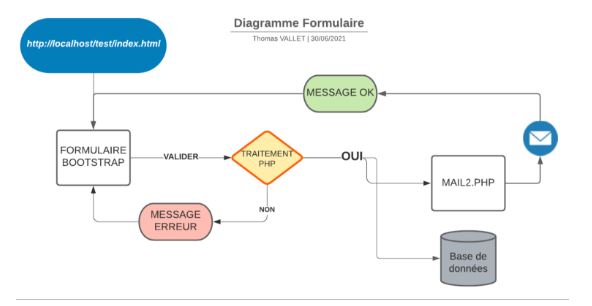 Diagramme Formulaire
Thomas VALLET | 30/06/2021
http://localhost/test/index.html
MESSAGE OK
FORMULAIRE
BOOTSTRAP
VALIDER
TRAITEMENT
PHP
OUI
MAIL2.PHP
NON
MESSAGE
ERREUR
Base de
données